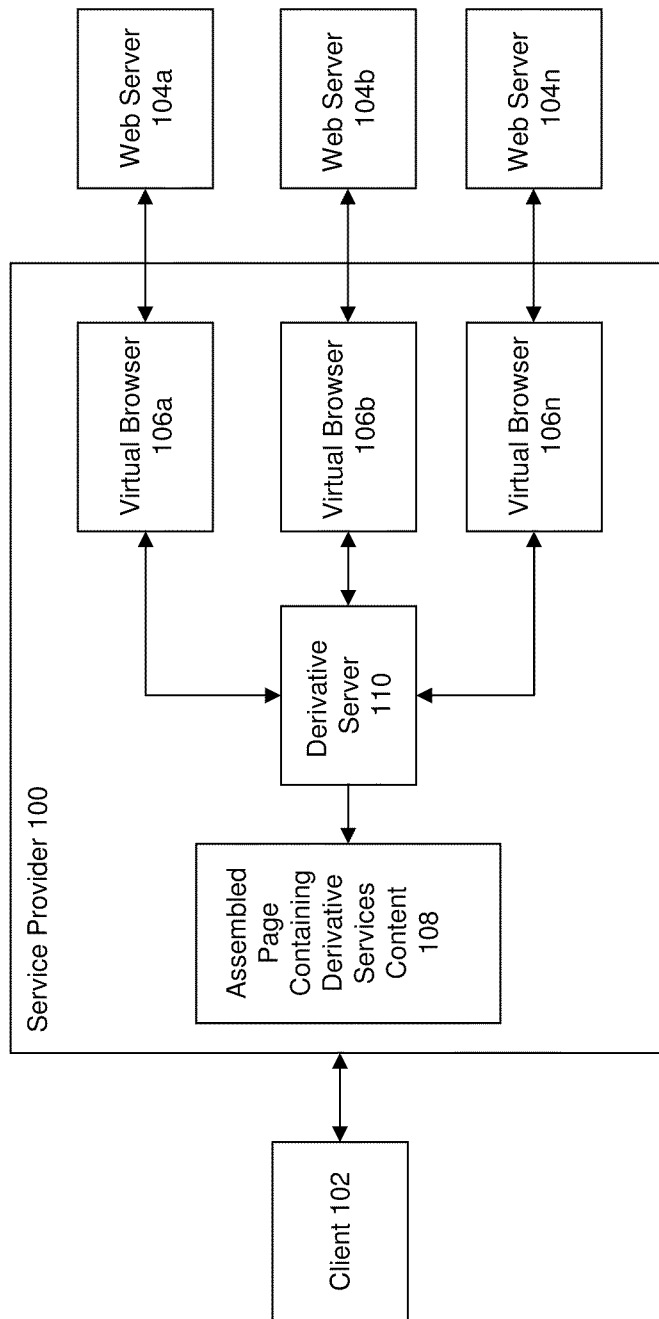 Service Provider 100
Client 102
Assembled
Page
Containing
Derivative
Services
Content
108
Derivative
Server
110
Virtual Browser
106a
Virtual Browser
106b
Virtual Browser
106n
Web Server
104a
Web Server
104b
Web Server
104n